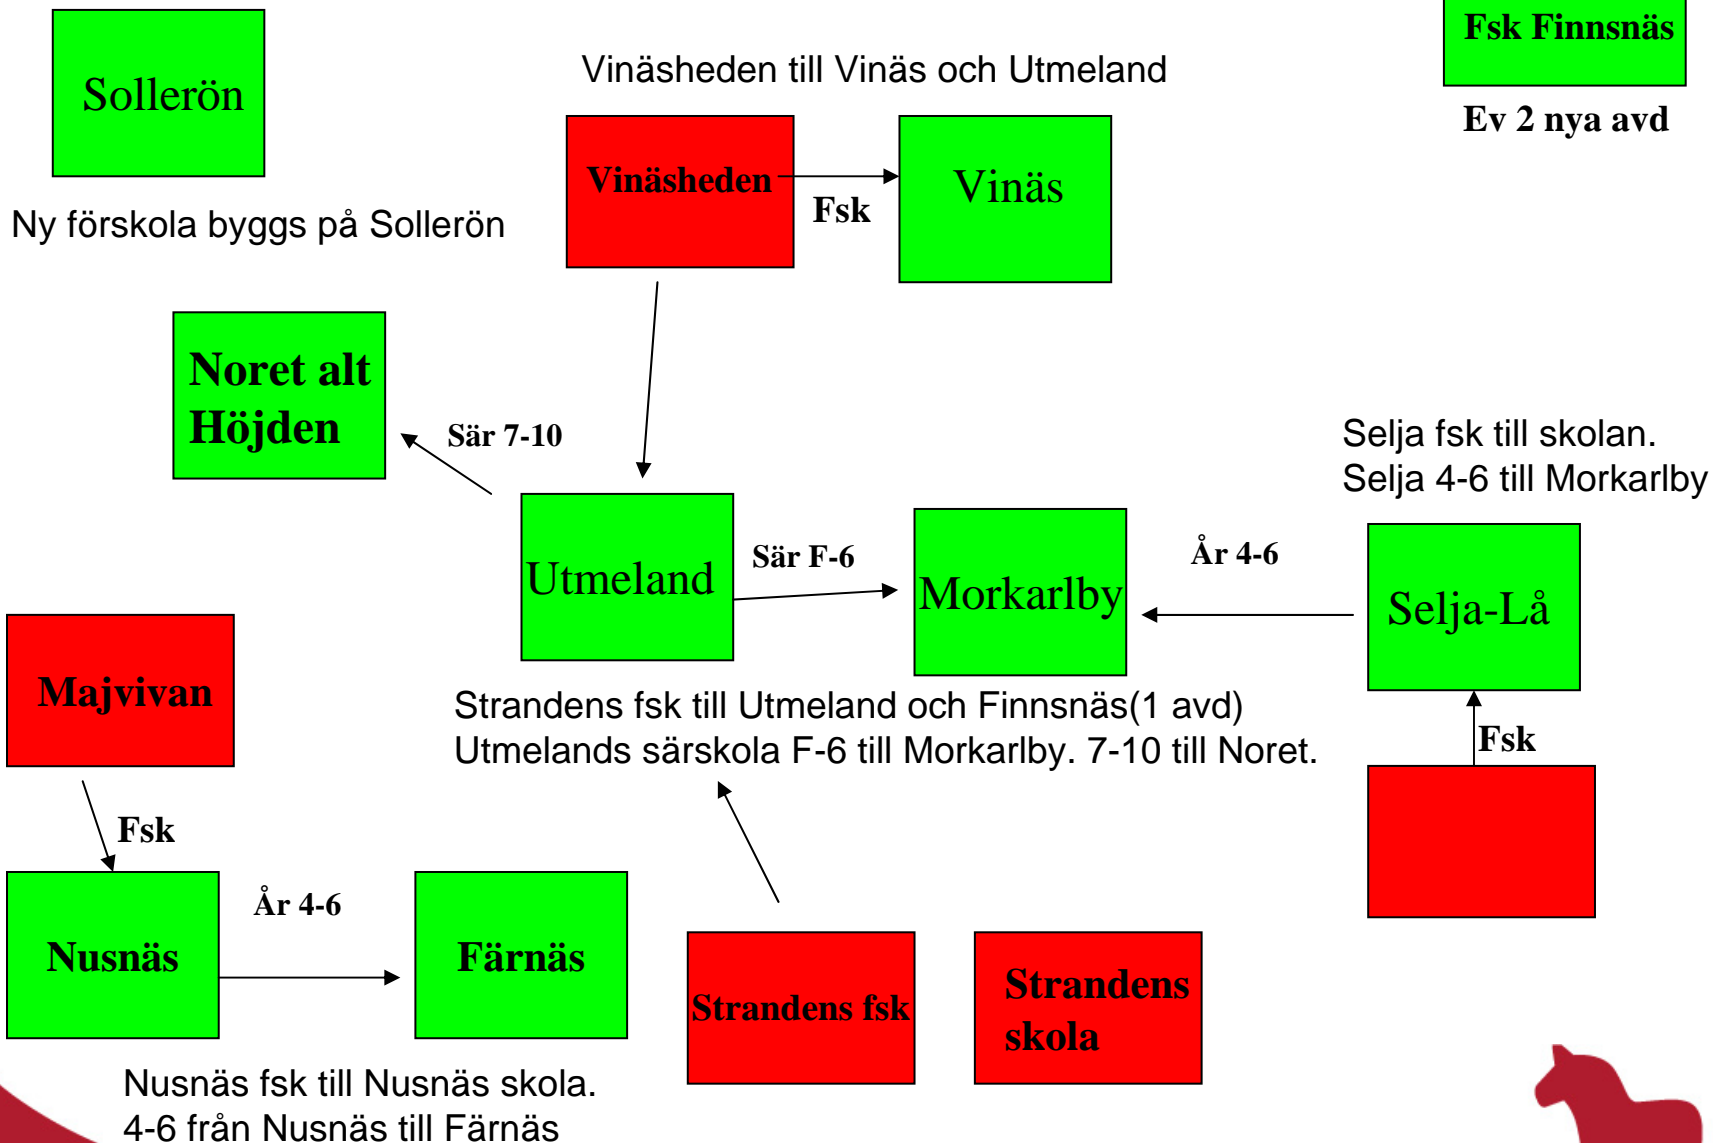 Fsk Finnsnäs
Ev 2 nya avd
Sollerön
Ny förskola byggs på Sollerön
Vinäsheden till Vinäs och Utmeland
Vinäsheden
Fsk
Vinäs
Noret alt
Höjden
Sär 7-10
Utmeland
Sär F-6
Morkarlby
År 4-6
Selja fsk till skolan.
Selja 4-6 till Morkarlby
Selja-Lå
Fsk
Strandens fsk till Utmeland och Finnsnäs(1 avd)
Utmelands särskola F-6 till Morkarlby. 7-10 till Noret.
Majvivan
Fsk
Nusnäs
År 4-6
Färnäs
Strandens fsk
Strandens
skola
Nusnäs fsk till Nusnäs skola.
4-6 från Nusnäs till Färnäs